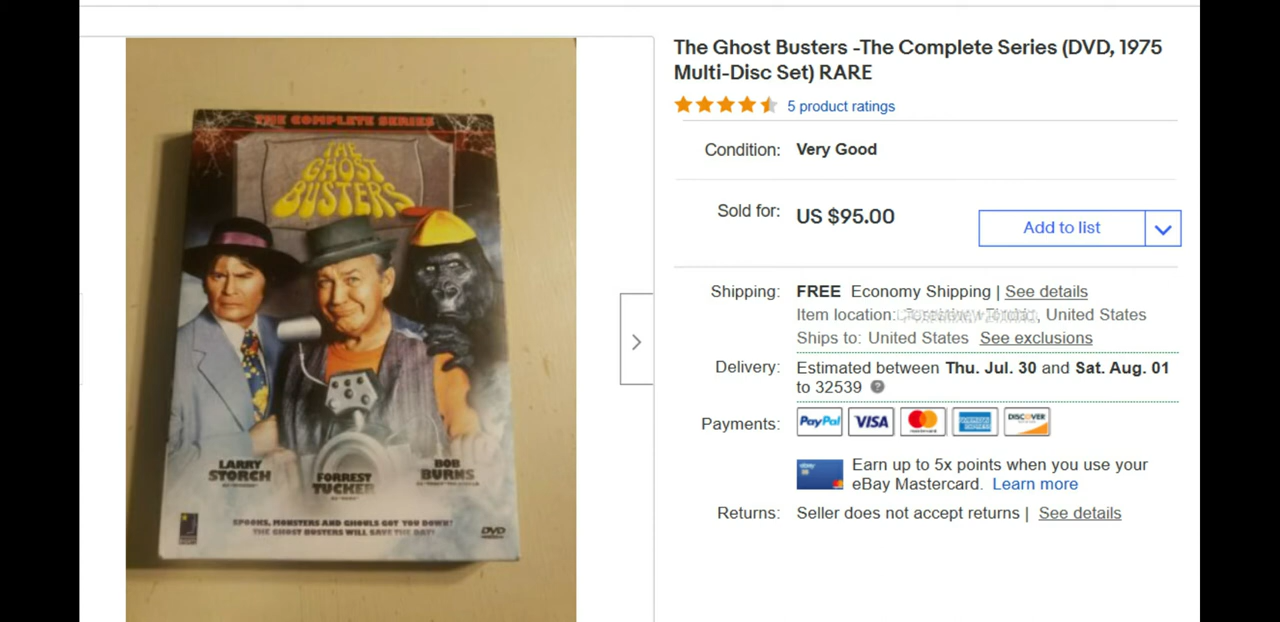 THE COMPLETE SERIES
THE
GHOST
BUSTERS
LARRY
STORCH
FORREST
TUCKER
BOB
BURNS
SPOOKS, MONSTERS AND GHOULS GOT YOU DOWN?
THE GHOST BUSTERS WILL SAVE THE DAY!
DVD
The Ghost Busters -The Complete Series (DVD, 1975
Multi-Disc Set) RARE
5 product ratings
Condition: Very Good
Sold for: US $95.00
Add to list
Shipping: FREE Economy Shipping | See details
Item location: , United States
Ships to: United States See exclusions
Delivery: Estimated between Thu. Jul. 30 and Sat. Aug. 01
to 32539 ?
Payments: PayPal VISA MasterCard AMERICAN EXPRESS DISCOVER
ebay Earn up to 5x points when you use your
eBay Mastercard. Learn more
Returns: Seller does not accept returns | See details